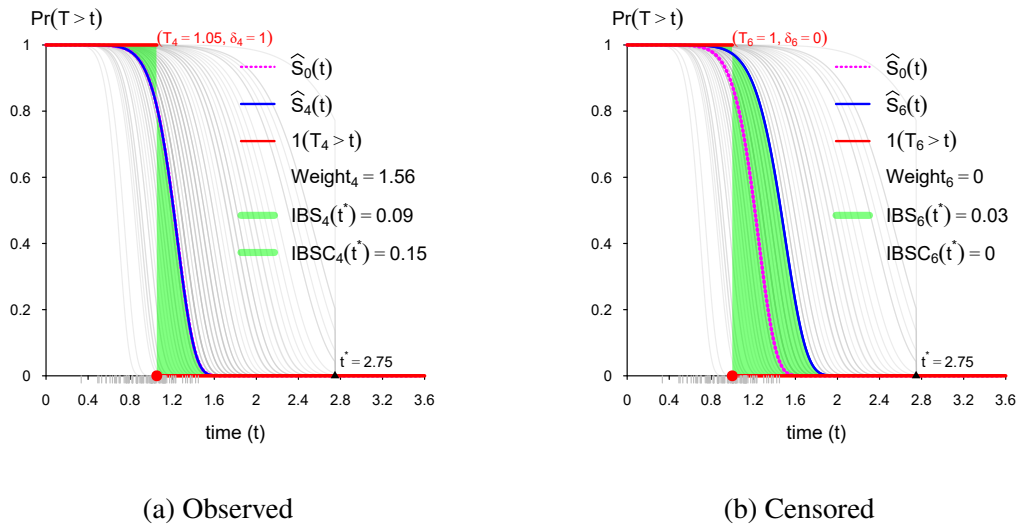 Pr(T > t)
(T₄ = 1.05, δ₄ = 1)
Ŝ₀(t)
Ŝ₄(t)
1(T₄ > t)
Weight₄ = 1.56
IBS₄(t*) = 0.09
IBSC₄(t*) = 0.15
t* = 2.75
1
0.8
0.6
0.4
0.2
0
0 0.4 0.8 1.2 1.6 2 2.4 2.8 3.2 3.6
time (t)
(a) Observed
Pr(T > t)
(T₆ = 1, δ₆ = 0)
Ŝ₀(t)
Ŝ₆(t)
1(T₆ > t)
Weight₆ = 0
IBS₆(t*) = 0.03
IBSC₆(t*) = 0
t* = 2.75
1
0.8
0.6
0.4
0.2
0
0 0.4 0.8 1.2 1.6 2 2.4 2.8 3.2 3.6
time (t)
(b) Censored